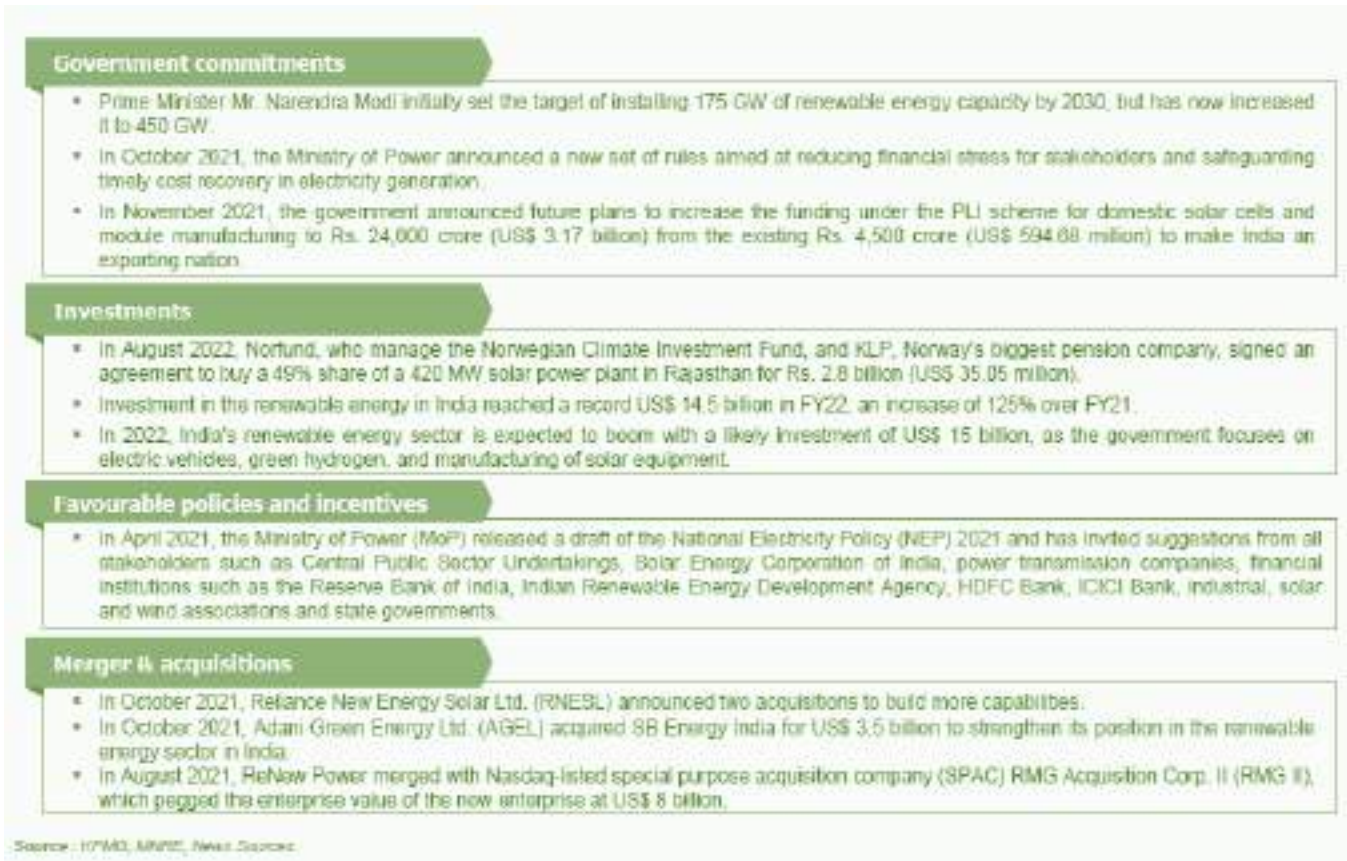 Government commitments
▪ Prime Minister Mr. Narendra Modi initially set the target of installing 175 GW of renewable energy capacity by 2030, but has now increased
it to 450 GW.
▪ In October 2021, the Ministry of Power announced a new set of rules aimed at reducing financial stress for stakeholders and safeguarding
timely cost recovery in electricity generation.
▪ In November 2021, the government announced future plans to increase the funding under the PLI scheme for domestic solar cells and
module manufacturing to Rs. 24,000 crore (US$ 3.17 billion) from the existing Rs. 4,500 crore (US$ 594.68 million) to make India an
exporting nation
Investments
▪ In August 2022, Norfund, who manage the Norwegian Climate Investment Fund, and KLP, Norway's biggest pension company, signed an
agreement to buy a 49% share of a 420 MW solar power plant in Rajasthan for Rs. 2.8 billion (US$ 35.05 million).
▪ Investment in the renewable energy in India reached a record US$ 14.5 billion in FY22, an increase of 125% over FY21.
▪ In 2022, India's renewable energy sector is expected to boom with a likely investment of US$ 15 billion, as the government focuses on
electric vehicles, green hydrogen, and manufacturing of solar equipment.
Favourable policies and incentives
▪ In April 2021, the Ministry of Power (MoP) released a draft of the National Electricity Policy (NEP) 2021 and has invited suggestions from all
stakeholders such as Central Public Sector Undertakings, Solar Energy Corporation of India, power transmission companies, financial
institutions such as the Reserve Bank of India, Indian Renewable Energy Development Agency, HDFC Bank, ICICI Bank, industrial, solar
and wind associations and state governments.
Merger & acquisitions
▪ In October 2021, Reliance New Energy Solar Ltd. (RNESL) announced two acquisitions to build more capabilities.
▪ In October 2021, Adani Green Energy Ltd. (AGEL) acquired SB Energy India for US$ 3.5 billion to strengthen its position in the renewable
energy sector in India.
▪ In August 2021, ReNew Power merged with Nasdaq-listed special purpose acquisition company (SPAC) RMG Acquisition Corp. II (RMG II),
which pegged the enterprise value of the new enterprise at US$ 8 billion.
Source : KPMG, MNRE, News Sources